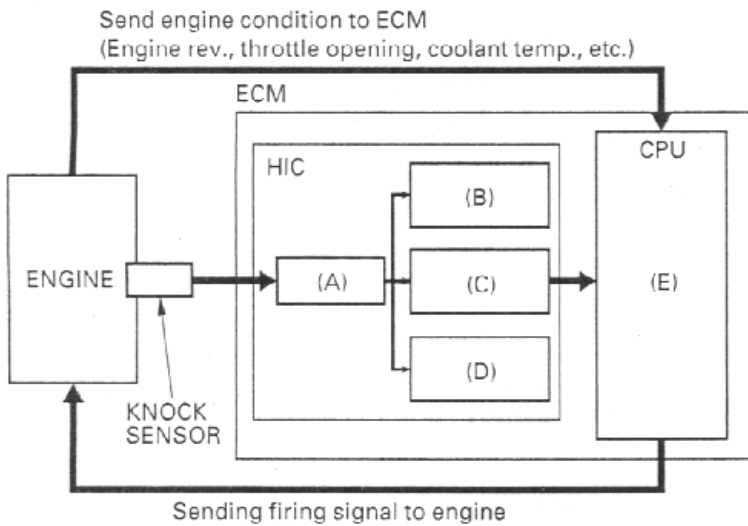 Send engine condition to ECM
(Engine rev., throttle opening, coolant temp., etc.)
ECM
CPU
HIC
(B)
ENGINE
(A)
(C)
(E)
(D)
KNOCK
SENSOR
Sending firing signal to engine